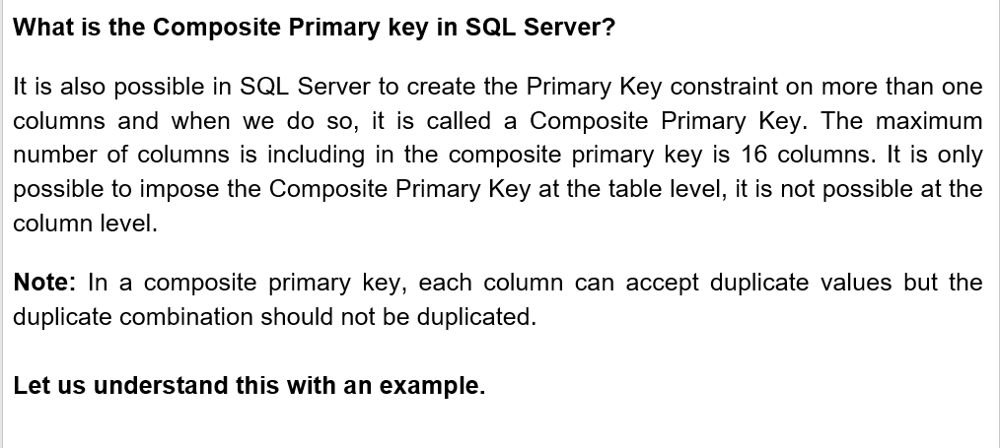 What is the Composite Primary key in SQL Server?
It is also possible in SQL Server to create the Primary Key constraint on more than one
columns and when we do so, it is called a Composite Primary Key. The maximum
number of columns is including in the composite primary key is 16 columns. It is only
possible to impose the Composite Primary Key at the table level, it is not possible at the
column level.
Note: In a composite primary key, each column can accept duplicate values but the
duplicate combination should not be duplicated.
Let us understand this with an example.